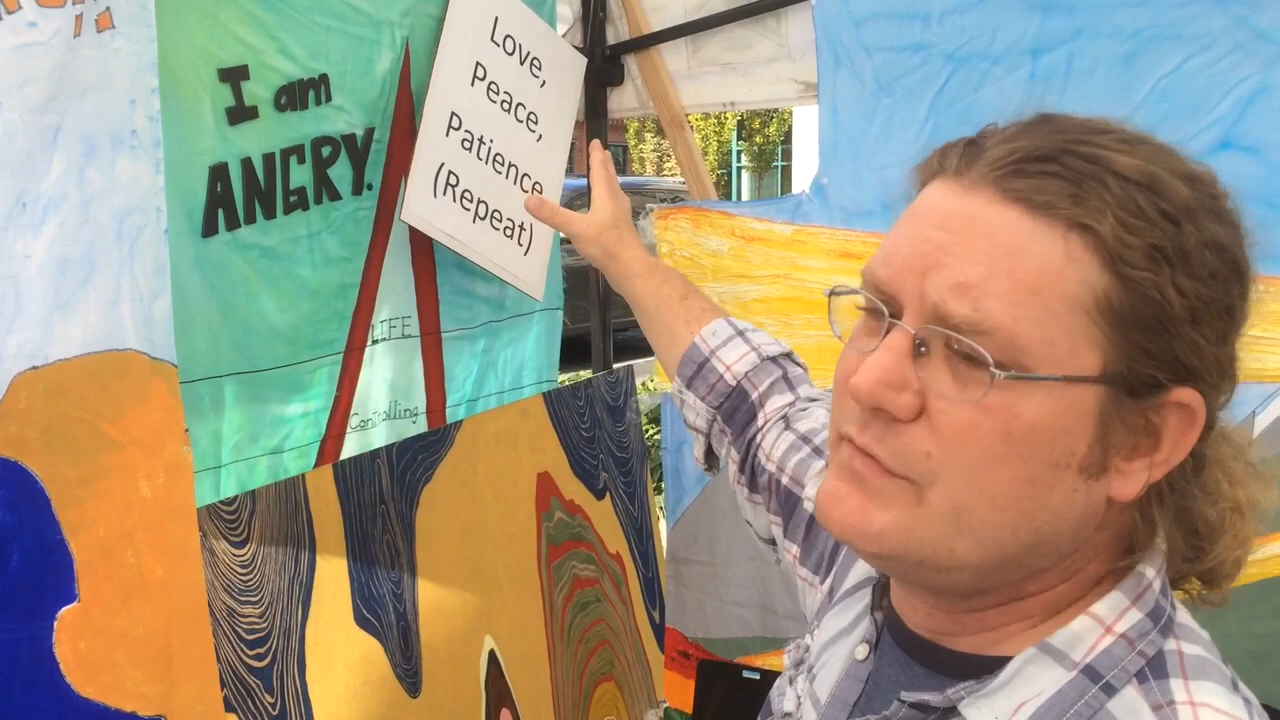 I am
ANGRY.
Love,
Peace,
Patience
(Repeat)
LIFE
Controlling